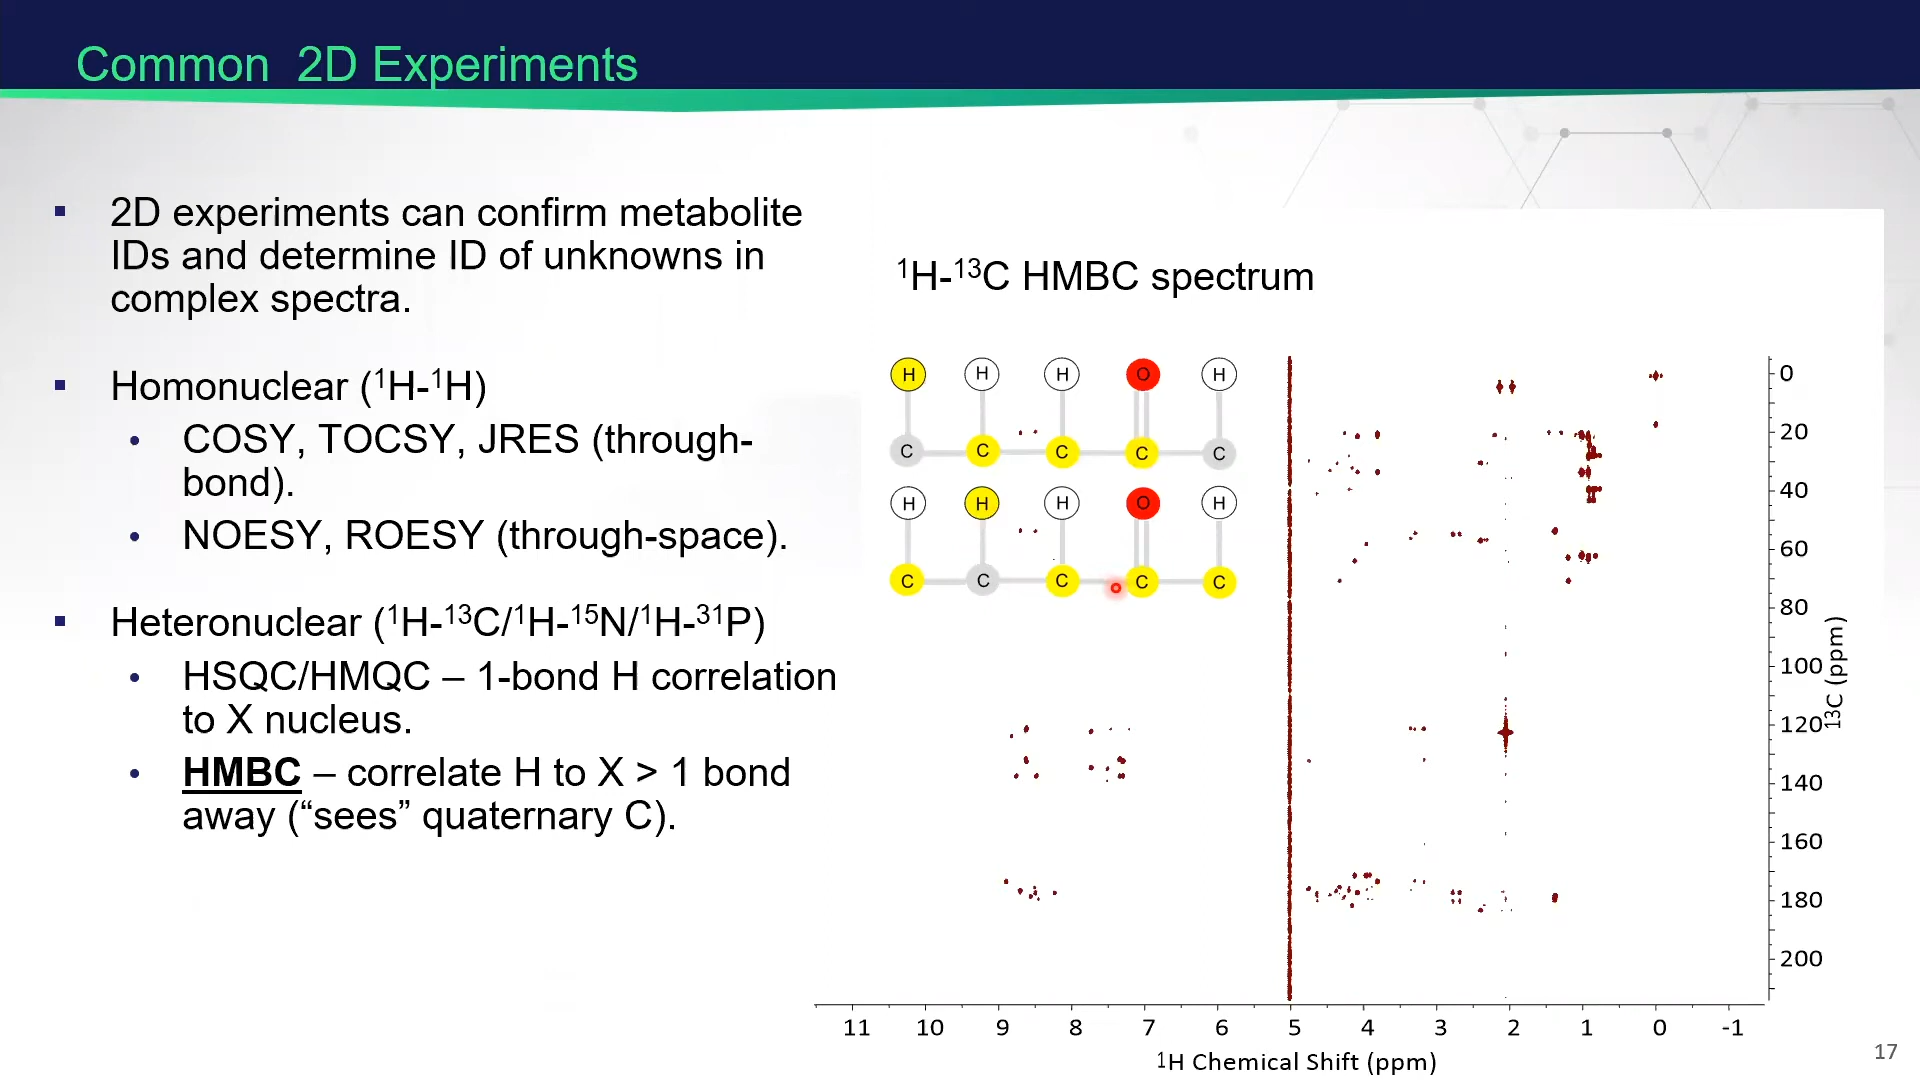 Common  2D Experiments
▪ 2D experiments can confirm metabolite
IDs and determine ID of unknowns in
complex spectra.
▪ Homonuclear (¹H-¹H)
• COSY, TOCSY, JRES (through-
bond).
• NOESY, ROESY (through-space).
▪ Heteronuclear (¹H-¹³C/¹H-¹⁵N/¹H-³¹P)
• HSQC/HMQC – 1-bond H correlation
to X nucleus.
• HMBC – correlate H to X > 1 bond
away (“sees” quaternary C).
¹H-¹³C HMBC spectrum
H H H O H
C C C C C
H H H O H
C C C C C
0
20
40
60
80
100
120
140
160
180
200
13C (ppm)
11 10 9 8 7 6 5 4 3 2 1 0 -1
1H Chemical Shift (ppm)
17